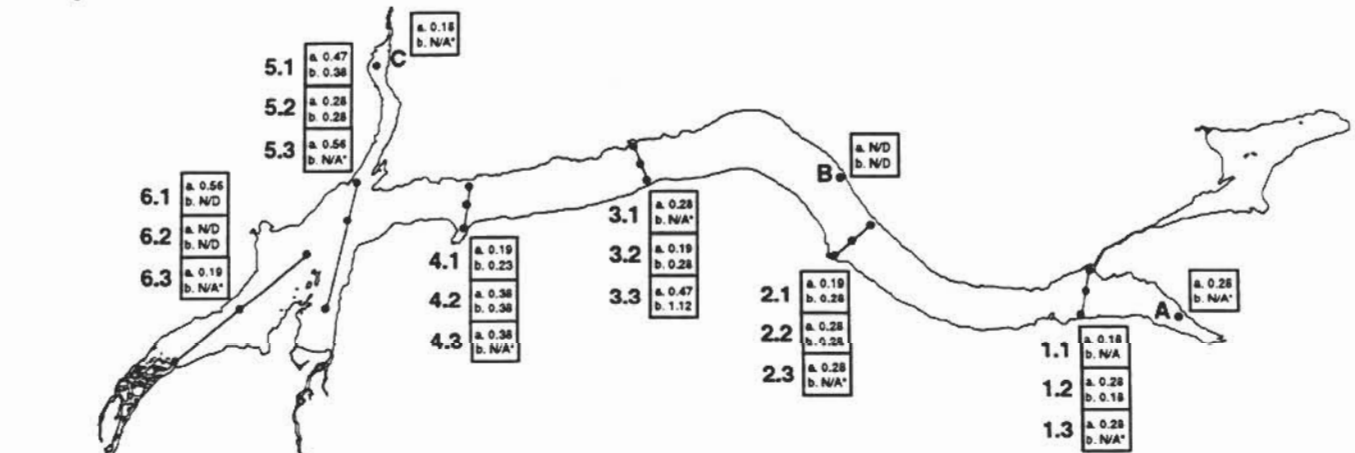 a. 0.18
b. N/A*
C
5.1
a. 0.47
b. 0.38
5.2
a. 0.28
b. 0.28
5.3
a. 0.56
b. N/A*
6.1
a. 0.56
b. N/D
6.2
a. N/D
b. N/D
6.3
a. 0.19
b. N/A*
4.1
a. 0.19
b. 0.23
4.2
a. 0.38
b. 0.38
4.3
a. 0.38
b. N/A*
3.1
a. 0.28
b. N/A*
3.2
a. 0.19
b. 0.28
3.3
a. 0.47
b. 1.12
B
a. N/D
b. N/D
2.1
a. 0.19
b. 0.28
2.2
a. 0.28
b. 0.28
2.3
a. 0.28
b. N/A*
A
a. 0.28
b. N/A*
1.1
a. 0.18
b. N/A
1.2
a. 0.28
b. 0.18
1.3
a. 0.28
b. N/A*